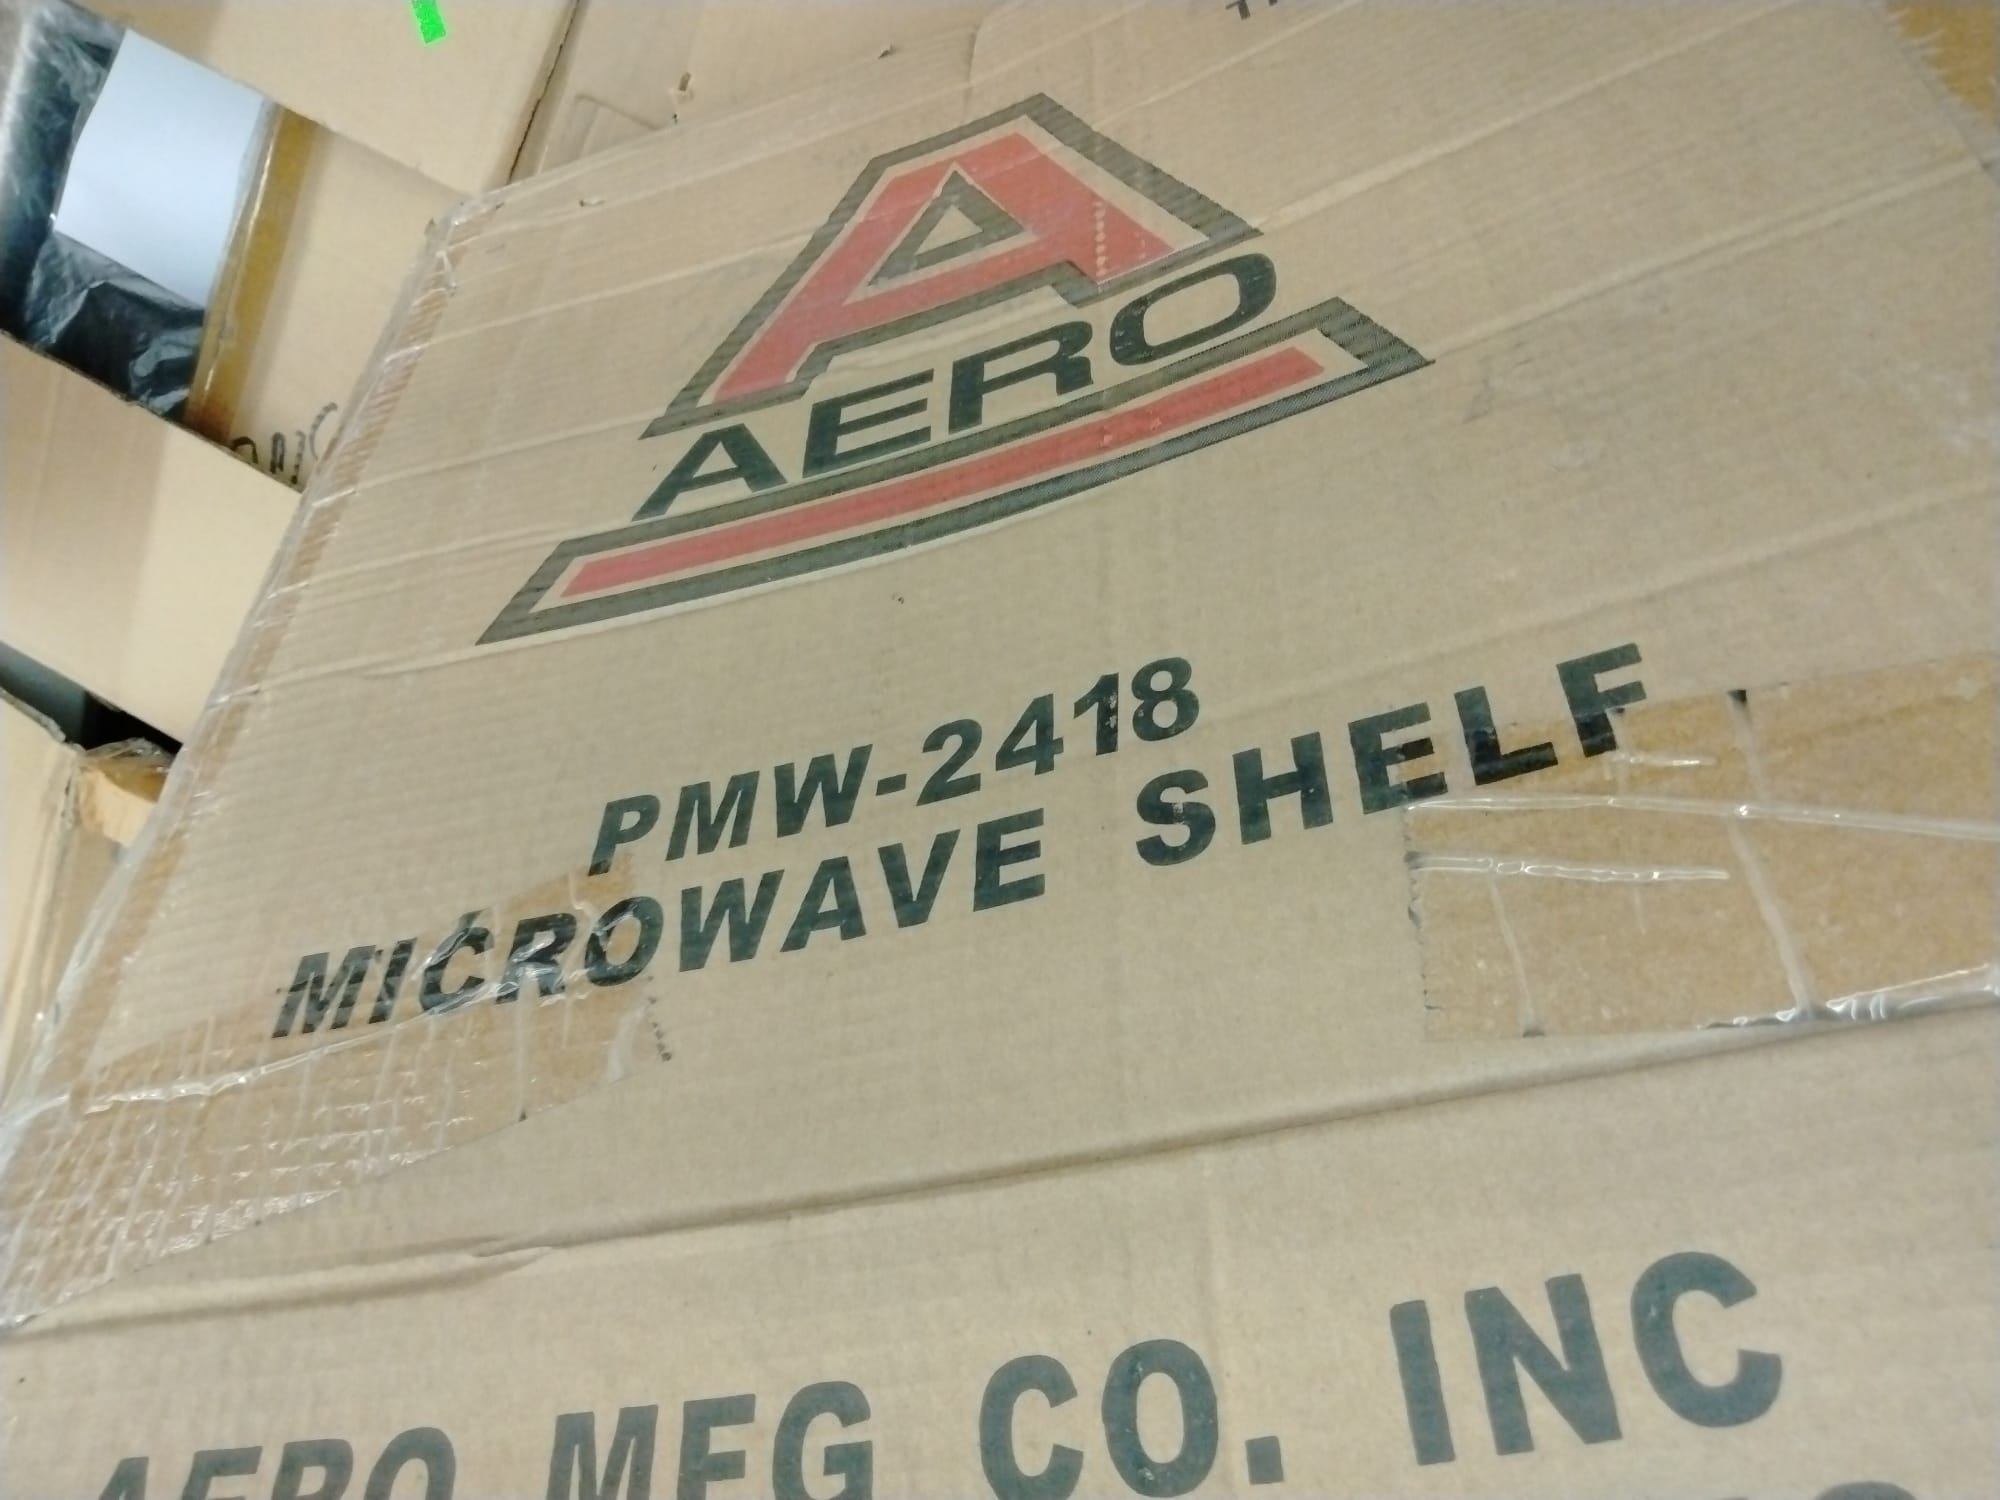 A
AERO
PMW-2418
MICROWAVE SHELF
AERO MFG CO. INC